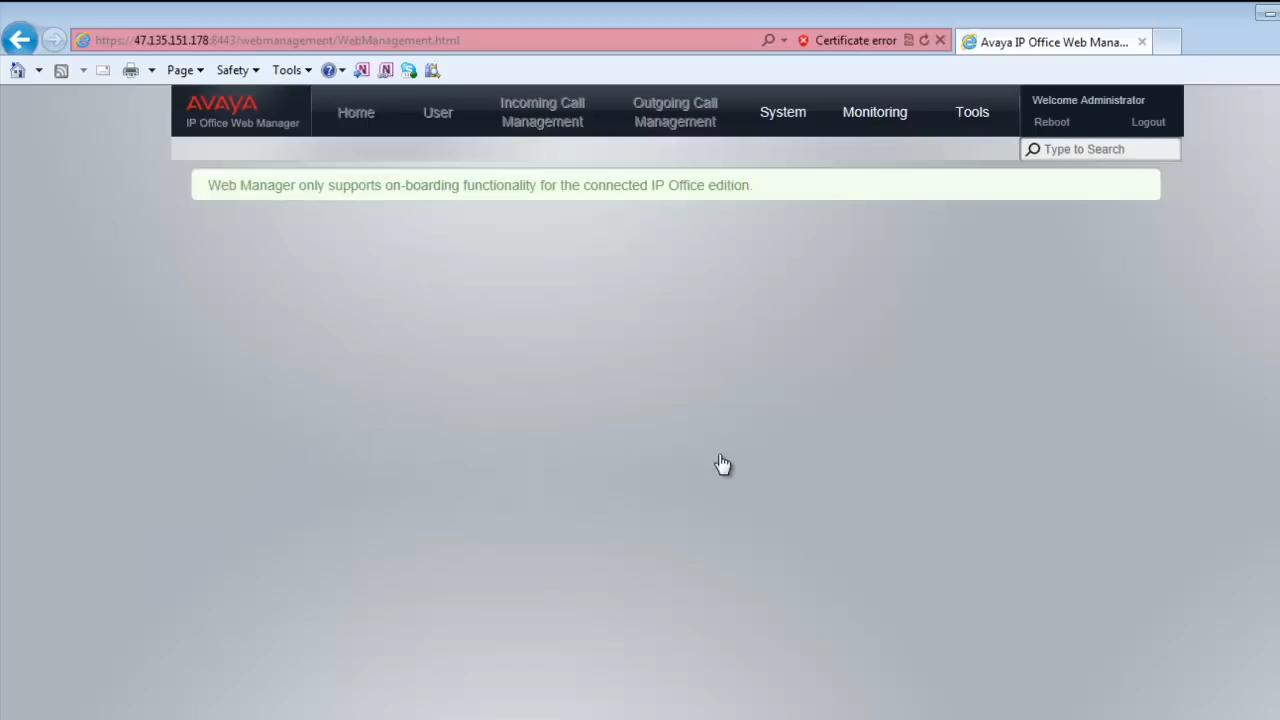 https://47.135.151.178:8443/webmanagement/WebManagement.html
Certificate error
Avaya IP Office Web Mana...
Page
Safety
Tools
AVAYA
IP Office Web Manager
Home
User
Incoming Call
Management
Outgoing Call
Management
System
Monitoring
Tools
Welcome Administrator
Reboot
Logout
Type to Search
Web Manager only supports on-boarding functionality for the connected IP Office edition.